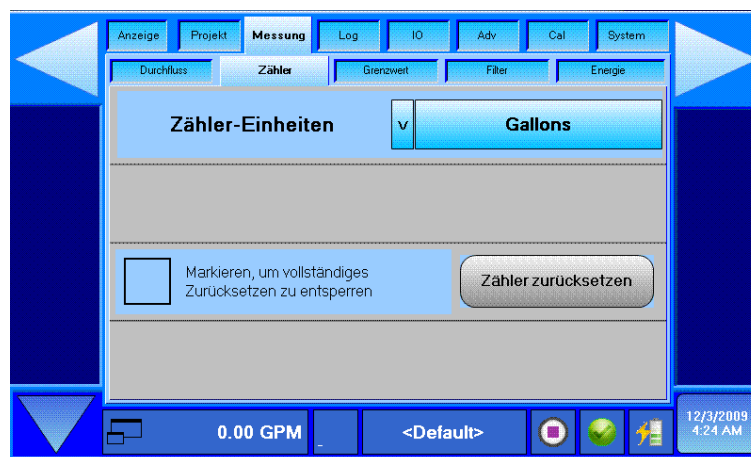 Anzeige Projekt Messung Log IO Adv Cal System
Durchfluss Zähler Grenzwert Filter Energie
Zähler-Einheiten v Gallons
Markieren, um vollständiges
Zurücksetzen zu entsperren
Zähler zurücksetzen
0.00 GPM _ <Default>
12/3/2009
4:24 AM